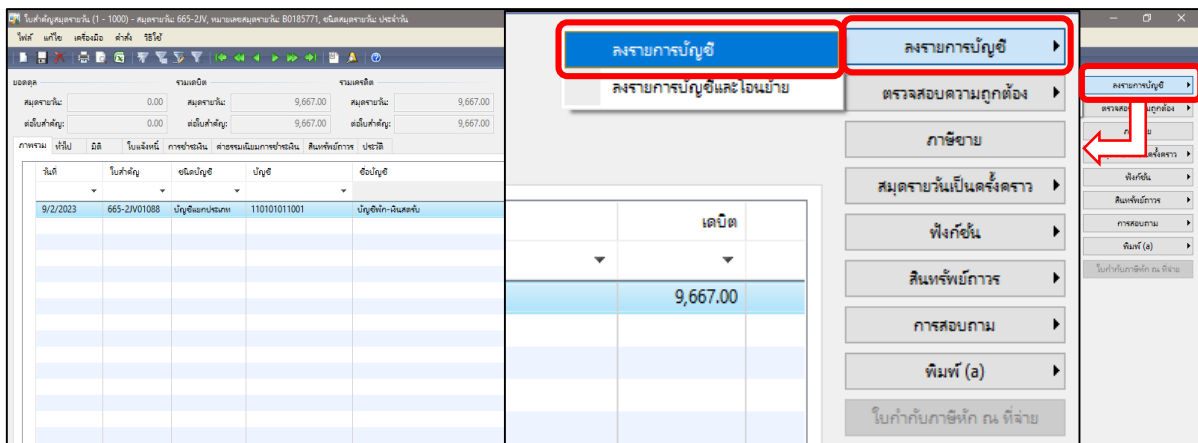 ใบสำคัญสมุดรายวัน (1 - 1000) - สมุดรายวัน: 665-2JV, หมายเลขสมุดรายวัน: B0185771, ชนิดสมุดรายวัน: ประจำวัน
ไฟล์ แก้ไข เครื่องมือ คำสั่ง วิธีใช้
ยอดดุล รวมเดบิต รวมเครดิต
สมุดรายวัน: 0.00 สมุดรายวัน: 9,667.00 สมุดรายวัน: 9,667.00
ต่อใบสำคัญ: 0.00 ต่อใบสำคัญ: 9,667.00 ต่อใบสำคัญ: 9,667.00
ภาพรวม ทั่วไป มิติ ใบแจ้งหนี้ การชำระเงิน ค่าธรรมเนียมการชำระเงิน สินทรัพย์ถาวร ประวัติ
วันที่ ใบสำคัญ ชนิดบัญชี บัญชี ชื่อบัญชี
9/2/2023 665-2JV01088 บัญชีแยกประเภท 110101011001 บัญชีพัก-เงินสดรับ
ลงรายการบัญชี
ลงรายการบัญชีและโอนย้าย
เดบิต
9,667.00
ลงรายการบัญชี
ตรวจสอบความถูกต้อง
ภาษีขาย
สมุดรายวันเป็นครั้งคราว
ฟังก์ชัน
สินทรัพย์ถาวร
การสอบถาม
พิมพ์ (a)
ใบกำกับภาษีหัก ณ ที่จ่าย
ลงรายการบัญชี
ฟังก์ชัน
สินทรัพย์ถาวร
การสอบถาม
พิมพ์ (a)
ใบกำกับภาษีหัก ณ ที่จ่าย